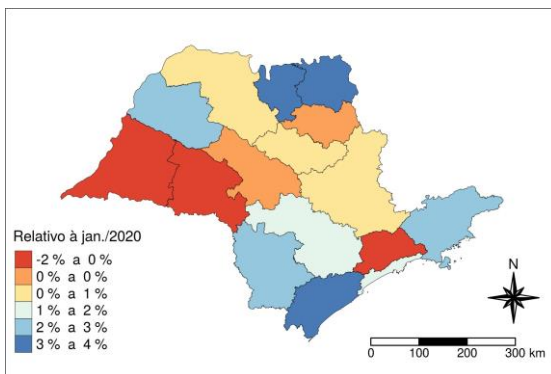 Relativo à jan./2020
-2 % a 0 %
0 % a 0 %
0 % a 1 %
1 % a 2 %
2 % a 3 %
3 % a 4 %
N
0 100 200 300 km